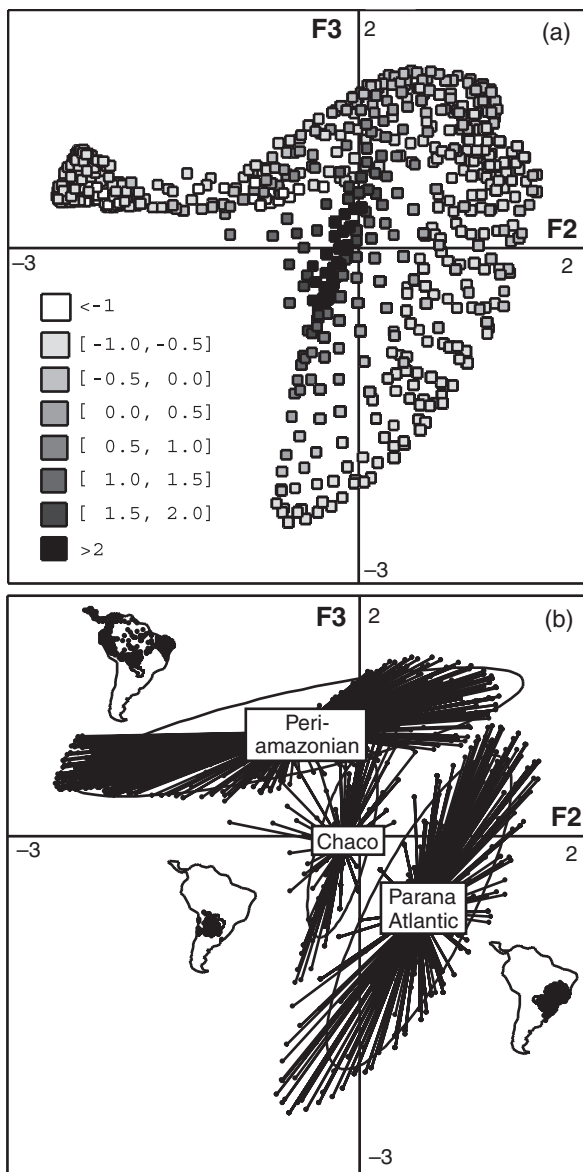 F3 2 (a)
F2
–3 2
<-1
[-1.0,-0.5]
[-0.5, 0.0]
[ 0.0, 0.5]
[ 0.5, 1.0]
[ 1.0, 1.5]
[ 1.5, 2.0]
>2
–3
F3 2 (b)
Peri-
amazonian
F2
–3 2
Chaco
Parana
Atlantic
–3